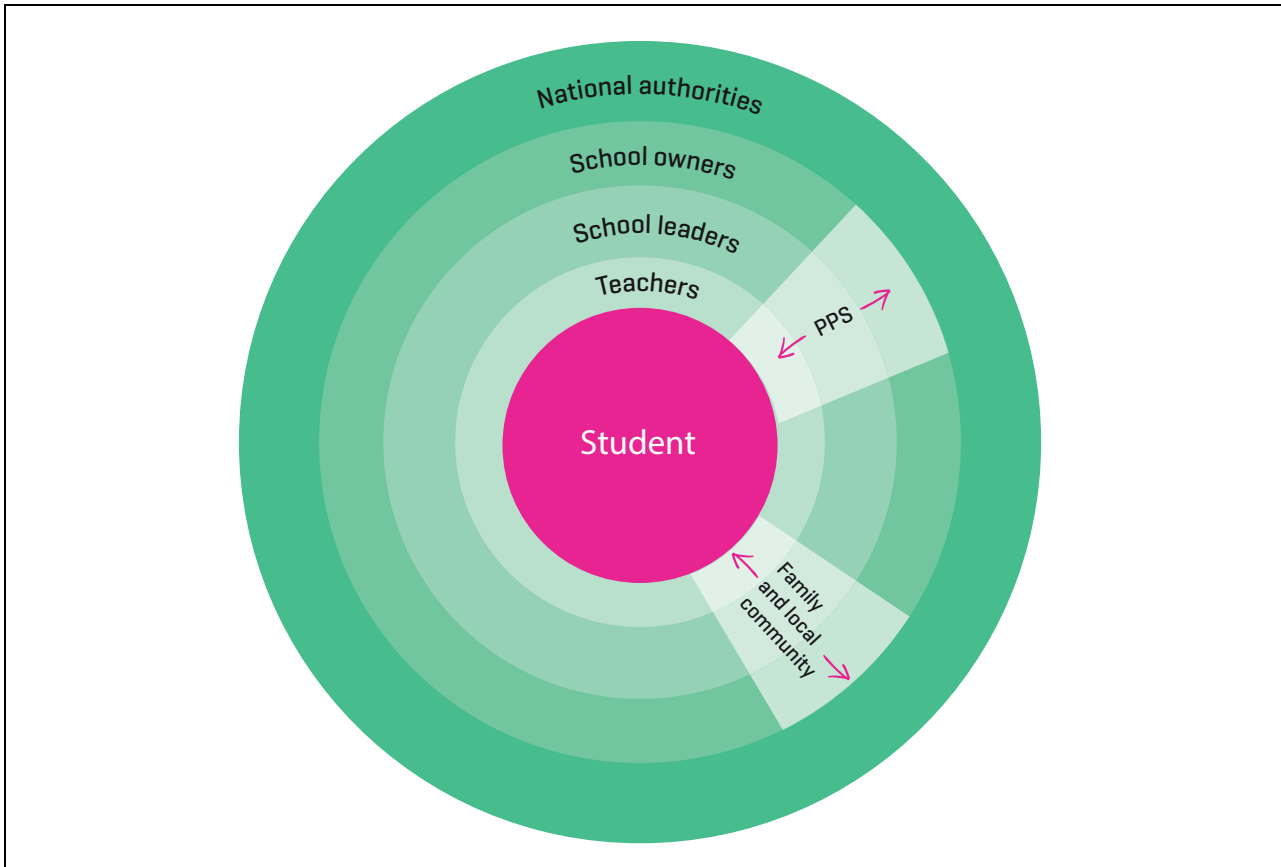 National authorities
School owners
School leaders
Teachers
PPS
Student
Family
and local
community